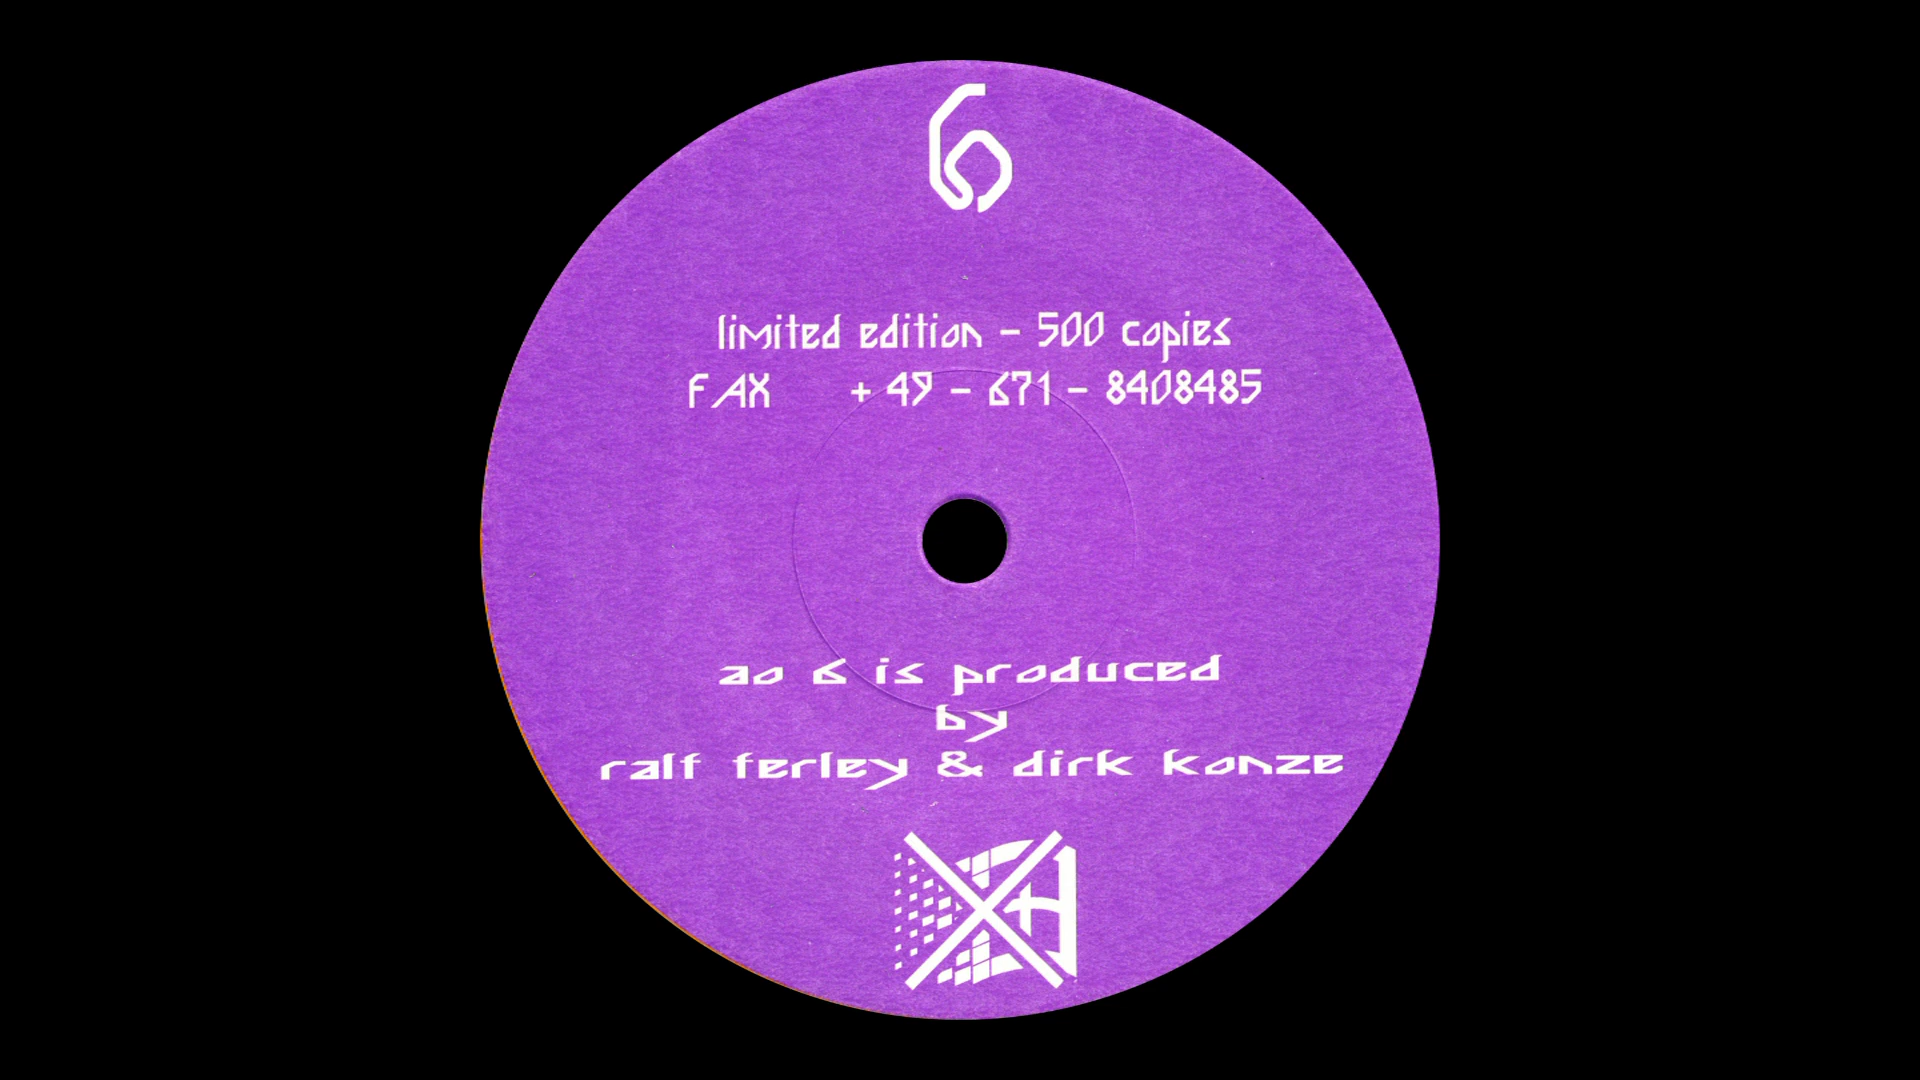 6
limited edition - 500 copies
FAX + 49 - 671 - 8408485
ao 6 is produced
by
ralf ferley & dirk konze